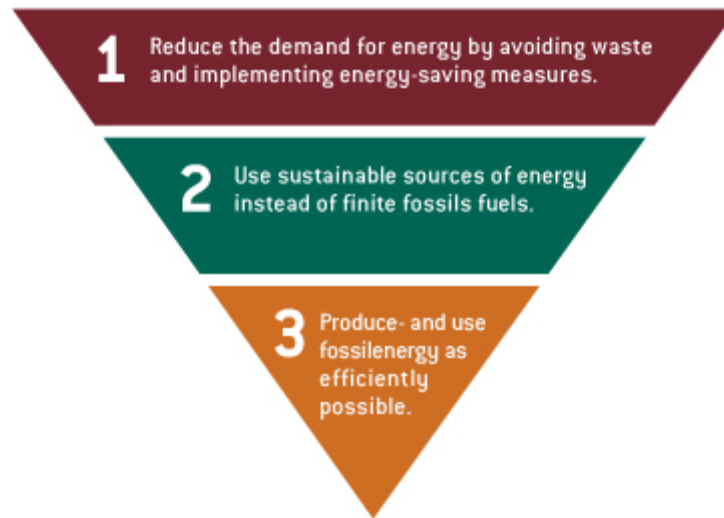 1
Reduce the demand for energy by avoiding waste
and implementing energy-saving measures.
2
Use sustainable sources of energy
instead of finite fossils fuels.
3
Produce- and use
fossilenergy as
efficiently
possible.